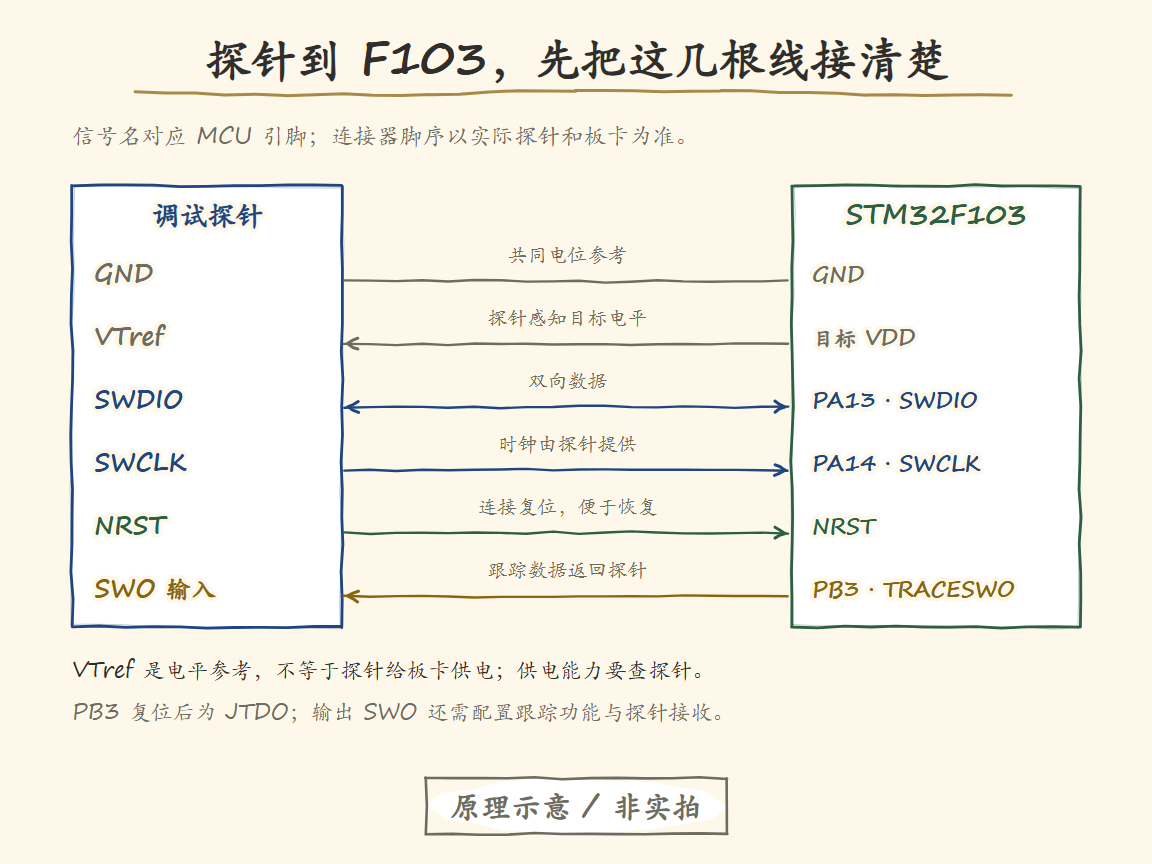 探针到 F103，先把这几根线接清楚
信号名对应 MCU 引脚；连接器脚序以实际探针和板卡为准。
调试探针
STM32F103
GND
共同电位参考
GND
VTref
探针感知目标电平
目标 VDD
SWDIO
双向数据
PA13 · SWDIO
SWCLK
时钟由探针提供
PA14 · SWCLK
NRST
连接复位，便于恢复
NRST
SWO 输入
跟踪数据返回探针
PB3 · TRACESWO
VTref 是电平参考，不等于探针给板卡供电；供电能力要查探针。
PB3 复位后为 JTDO；输出 SWO 还需配置跟踪功能与探针接收。
原理示意 / 非实拍